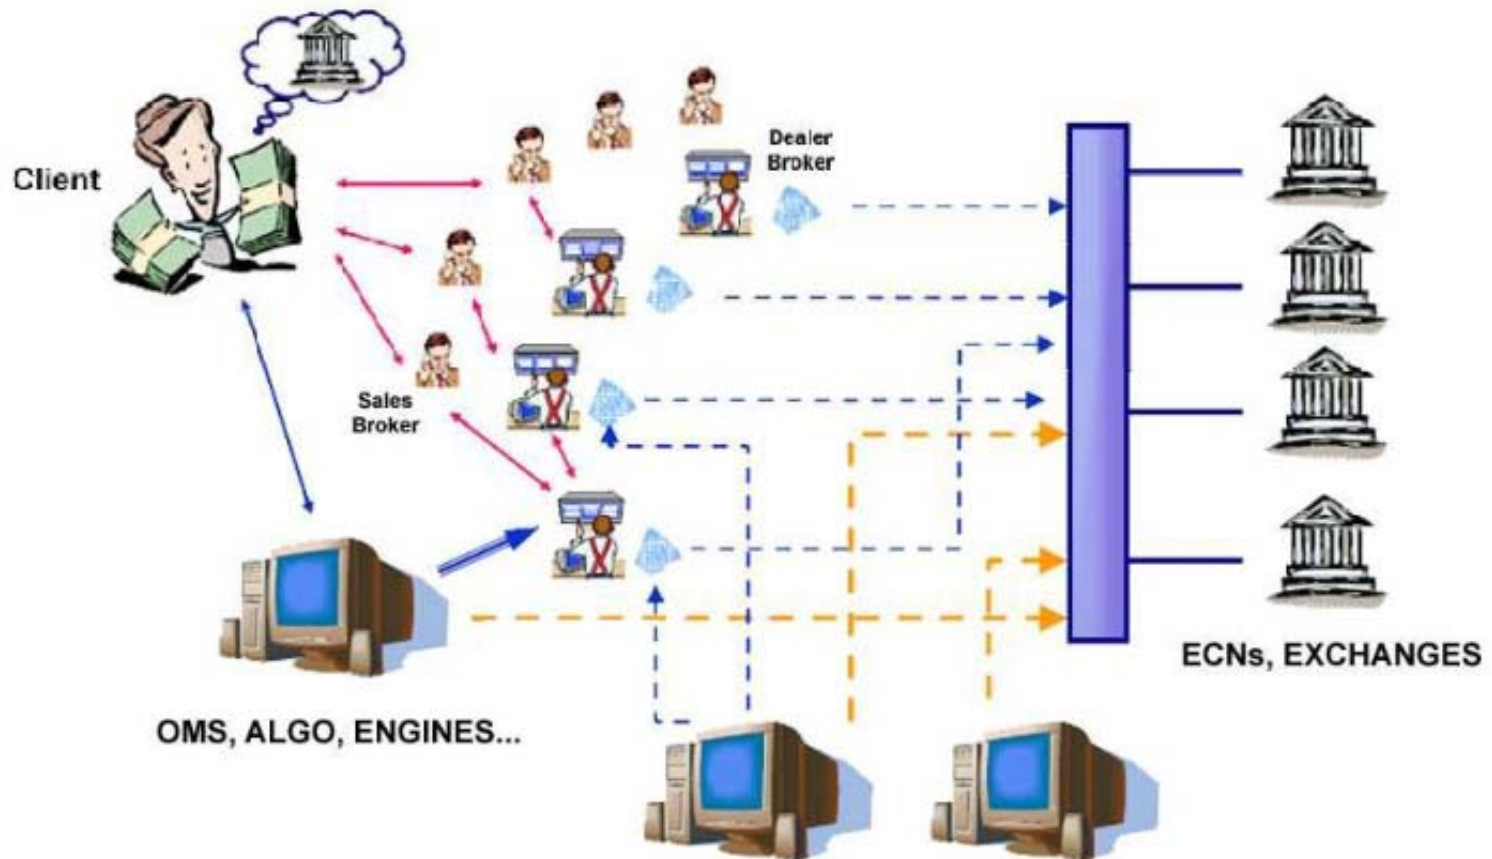 Client
Dealer
Broker
Sales
Broker
ECNs, EXCHANGES
OMS, ALGO, ENGINES...